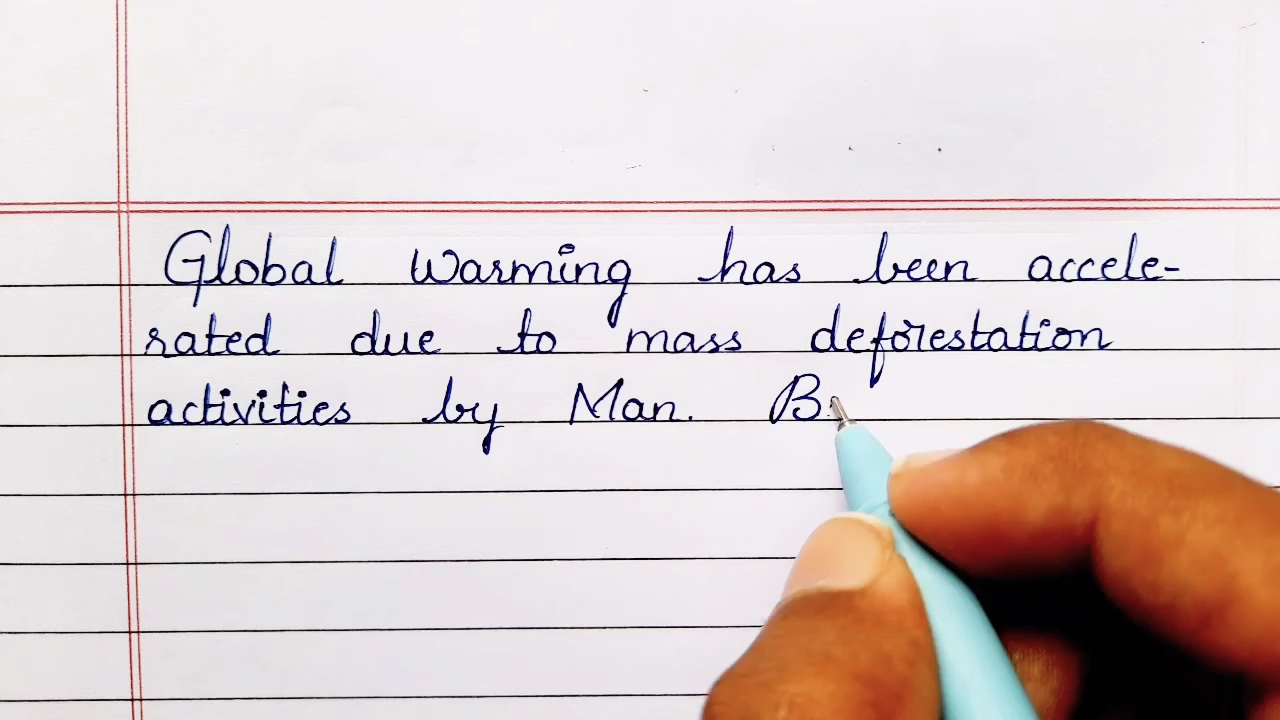 Global Warming has been accele-
rated due to mass deforestation
activities by Man. B